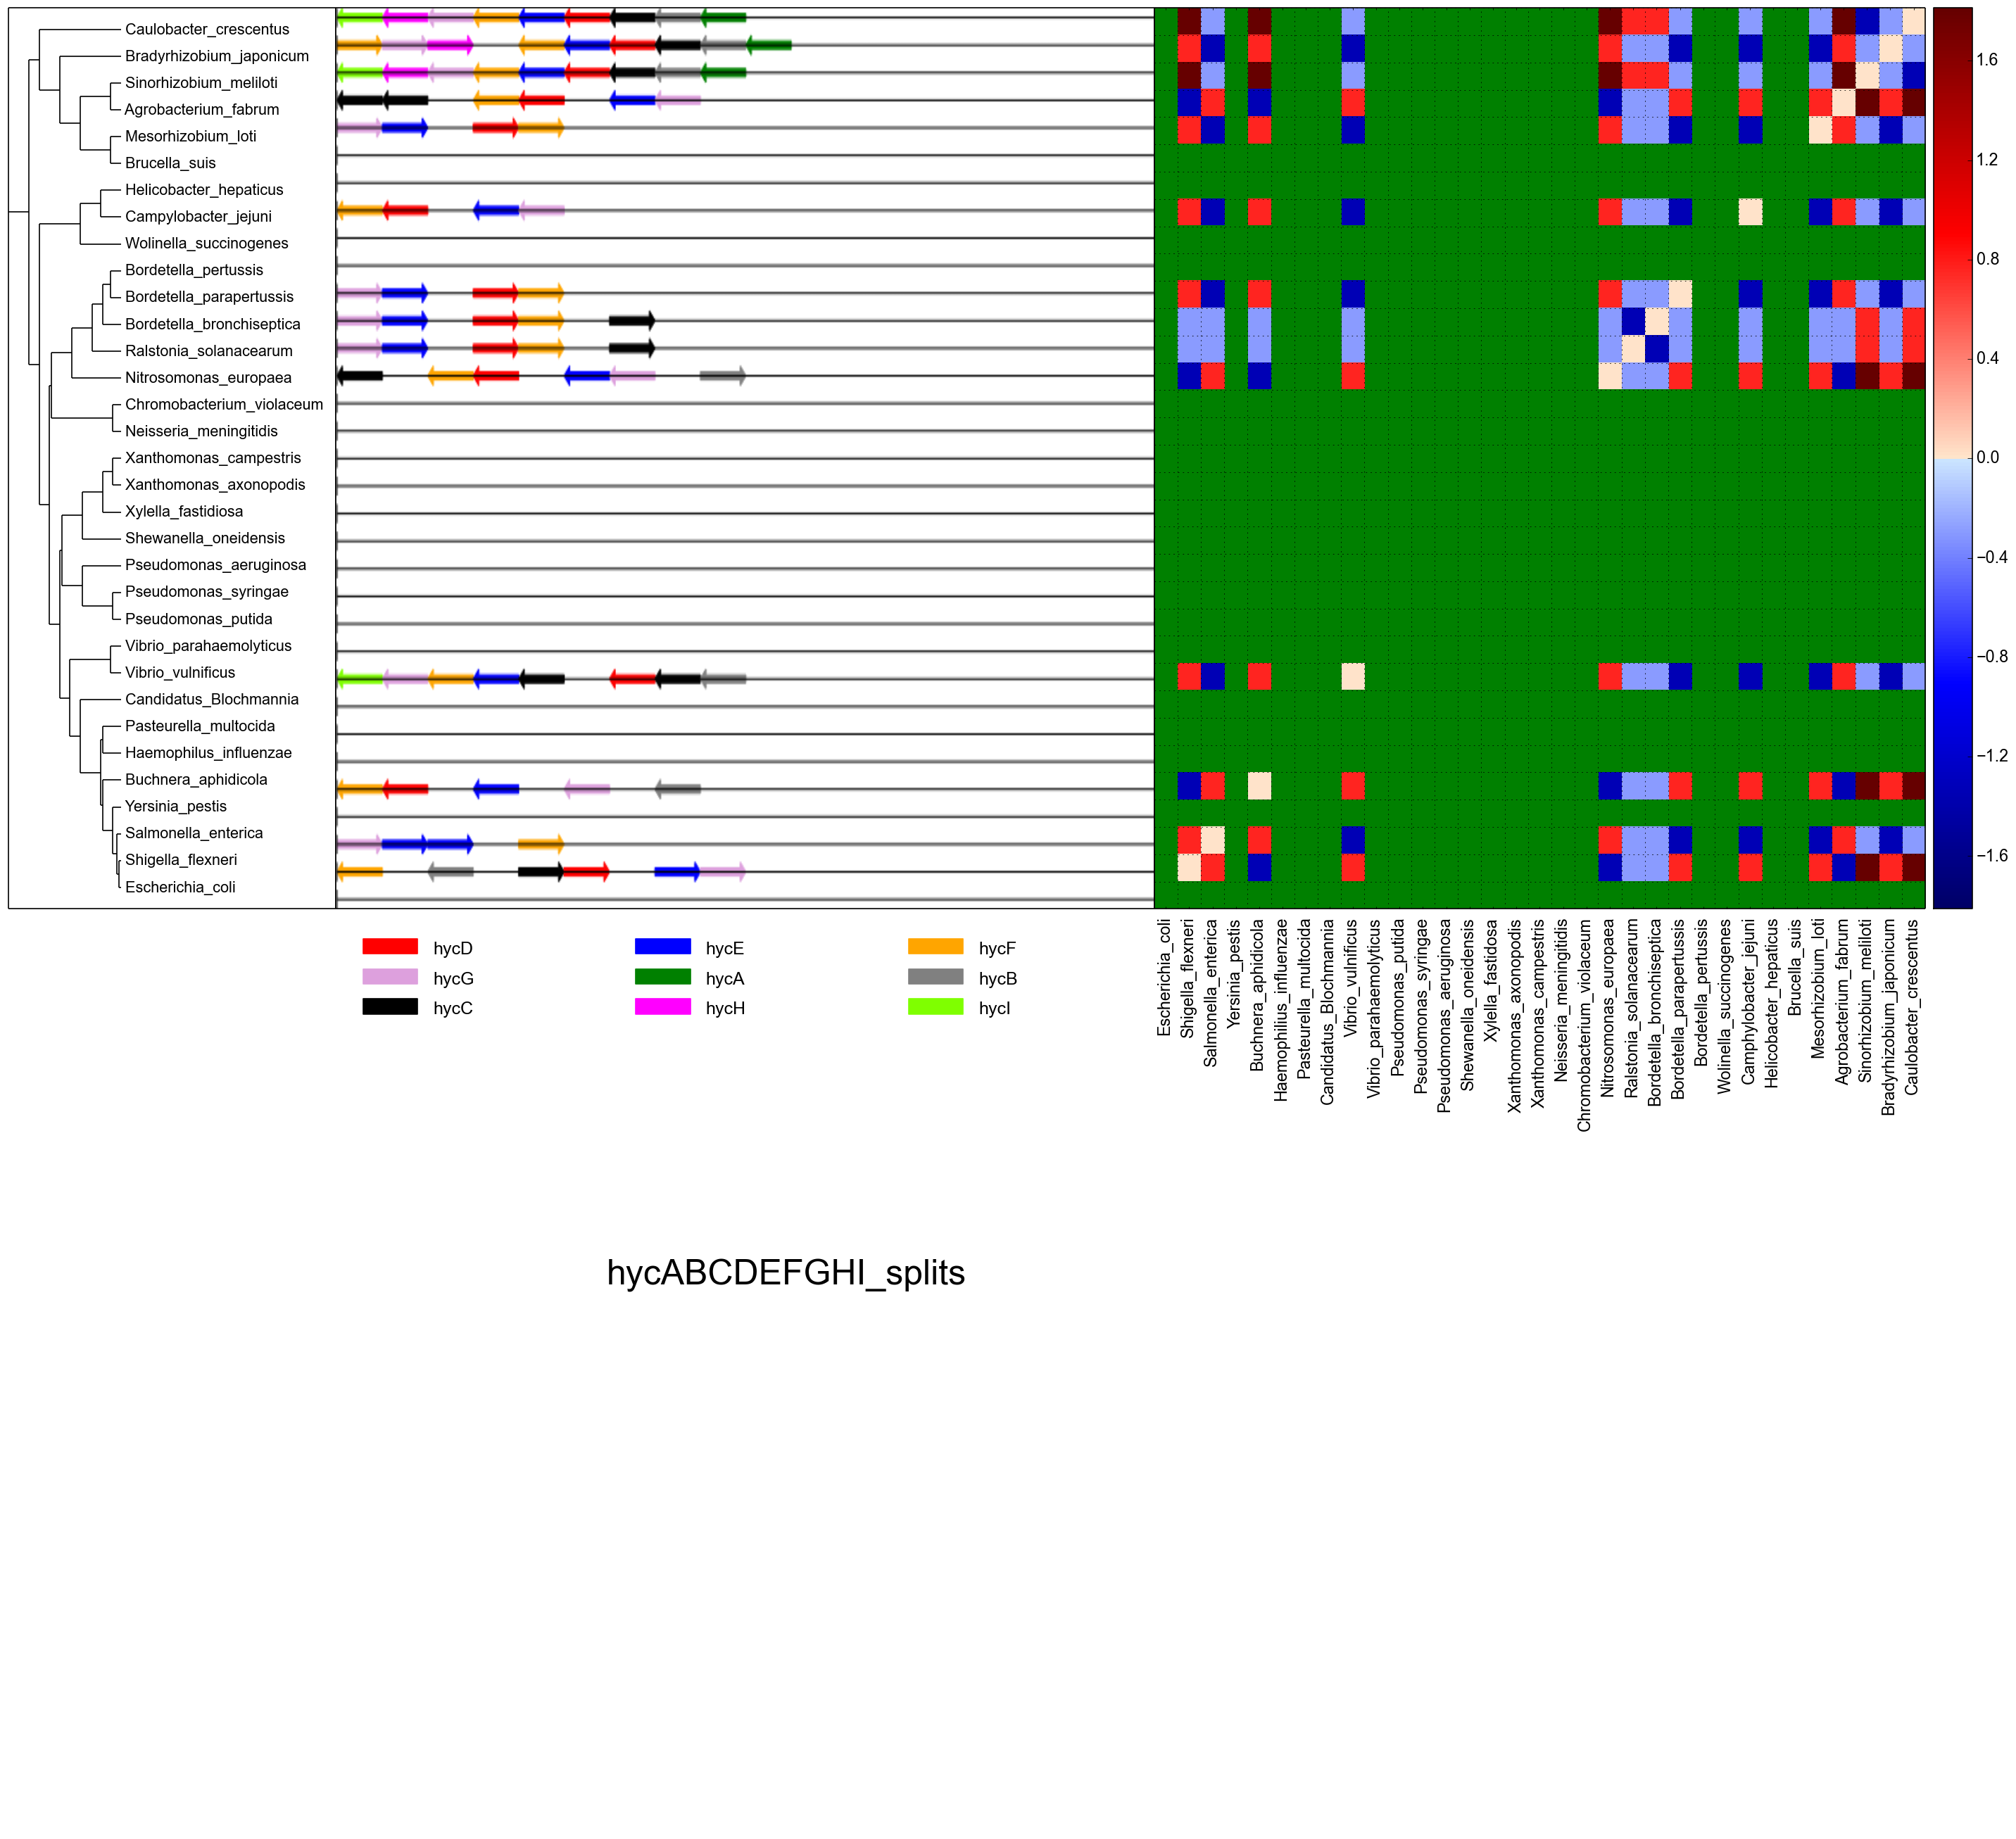 Caulobacter_crescentus
Bradyrhizobium_japonicum
Sinorhizobium_meliloti
Agrobacterium_fabrum
Mesorhizobium_loti
Brucella_suis
Helicobacter_hepaticus
Campylobacter_jejuni
Wolinella_succinogenes
Bordetella_pertussis
Bordetella_parapertussis
Bordetella_bronchiseptica
Ralstonia_solanacearum
Nitrosomonas_europaea
Chromobacterium_violaceum
Neisseria_meningitidis
Xanthomonas_campestris
Xanthomonas_axonopodis
Xylella_fastidiosa
Shewanella_oneidensis
Pseudomonas_aeruginosa
Pseudomonas_syringae
Pseudomonas_putida
Vibrio_parahaemolyticus
Vibrio_vulnificus
Candidatus_Blochmannia
Pasteurella_multocida
Haemophilus_influenzae
Buchnera_aphidicola
Yersinia_pestis
Salmonella_enterica
Shigella_flexneri
Escherichia_coli
1.6
1.2
0.8
0.4
0.0
−0.4
−0.8
−1.2
−1.6
Escherichia_coli
Shigella_flexneri
Salmonella_enterica
Yersinia_pestis
Buchnera_aphidicola
Haemophilus_influenzae
Pasteurella_multocida
Candidatus_Blochmannia
Vibrio_vulnificus
Vibrio_parahaemolyticus
Pseudomonas_putida
Pseudomonas_syringae
Pseudomonas_aeruginosa
Shewanella_oneidensis
Xylella_fastidiosa
Xanthomonas_axonopodis
Xanthomonas_campestris
Neisseria_meningitidis
Chromobacterium_violaceum
Nitrosomonas_europaea
Ralstonia_solanacearum
Bordetella_bronchiseptica
Bordetella_parapertussis
Bordetella_pertussis
Wolinella_succinogenes
Camphylobacter_jejuni
Helicobacter_hepaticus
Brucella_suis
Mesorhizobium_loti
Agrobacterium_fabrum
Sinorhizobium_meliloti
Bradyrhizobium_japonicum
Caulobacter_crescentus
hycD hycE hycF
hycG hycA hycB
hycC hycH hycI
hycABCDEFGHI_splits